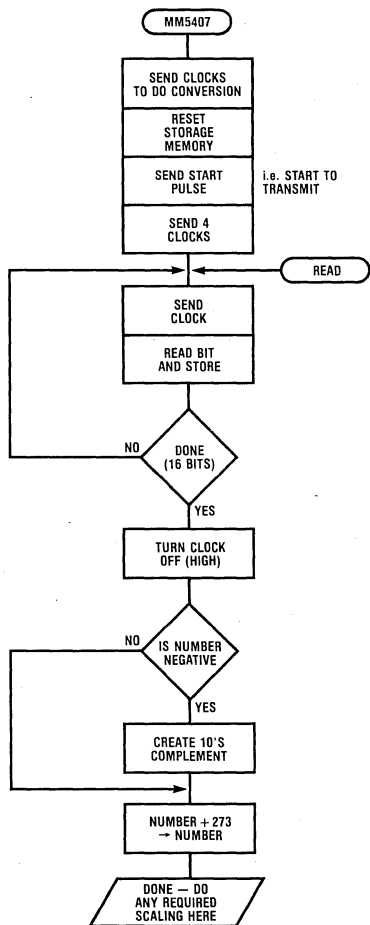 MM5407
SEND CLOCKS
TO DO CONVERSION
RESET
STORAGE
MEMORY
SEND START
PULSE
i.e. START TO
TRANSMIT
SEND 4
CLOCKS
READ
SEND
CLOCK
READ BIT
AND STORE
NO
DONE
(16 BITS)
YES
TURN CLOCK
OFF (HIGH)
NO
IS NUMBER
NEGATIVE
YES
CREATE 10'S
COMPLEMENT
NUMBER + 273
→ NUMBER
DONE — DO
ANY REQUIRED
SCALING HERE